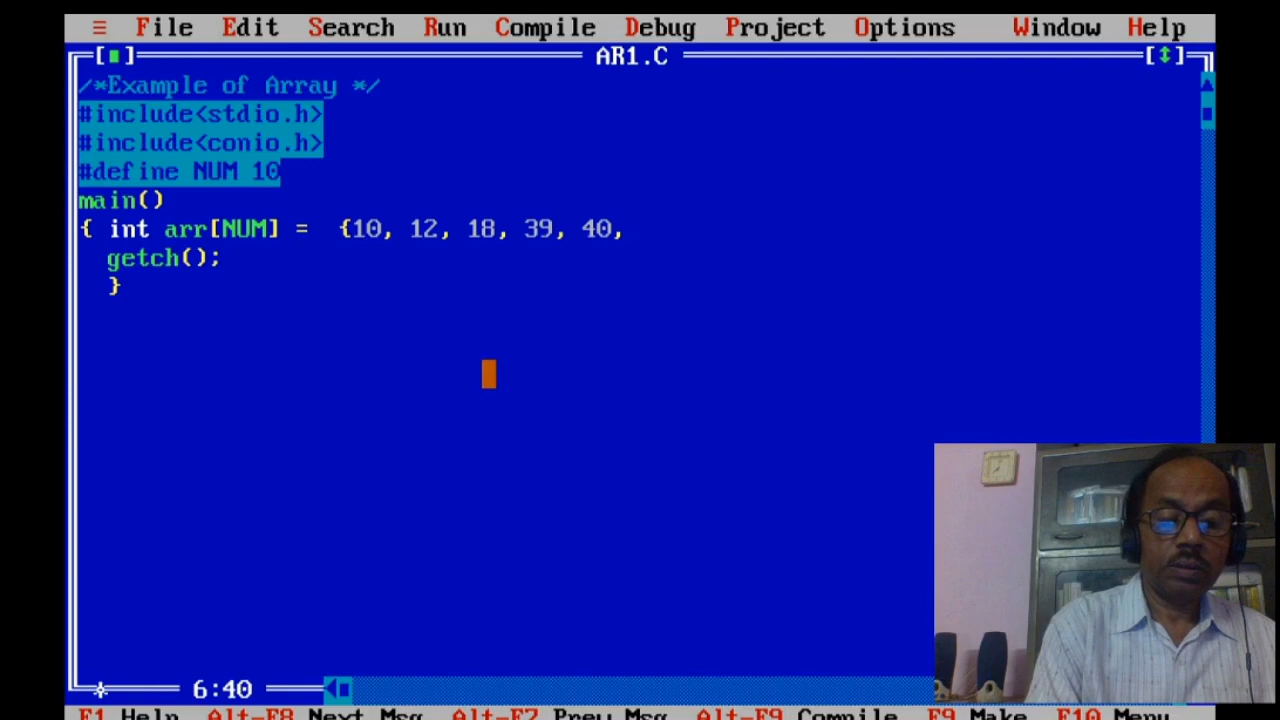 ≡ File Edit Search Run Compile Debug Project Options Window Help
[■] AR1.C [↕]
/*Example of Array */
#include<stdio.h>
#include<conio.h>
#define NUM 10
main()
{ int arr[NUM] =  {10, 12, 18, 39, 40,
getch();
}
6:40
F1 Help Alt-F8 Next Msg Alt-F7 Prev Msg Alt-F9 Compile F9 Make F10 Menu